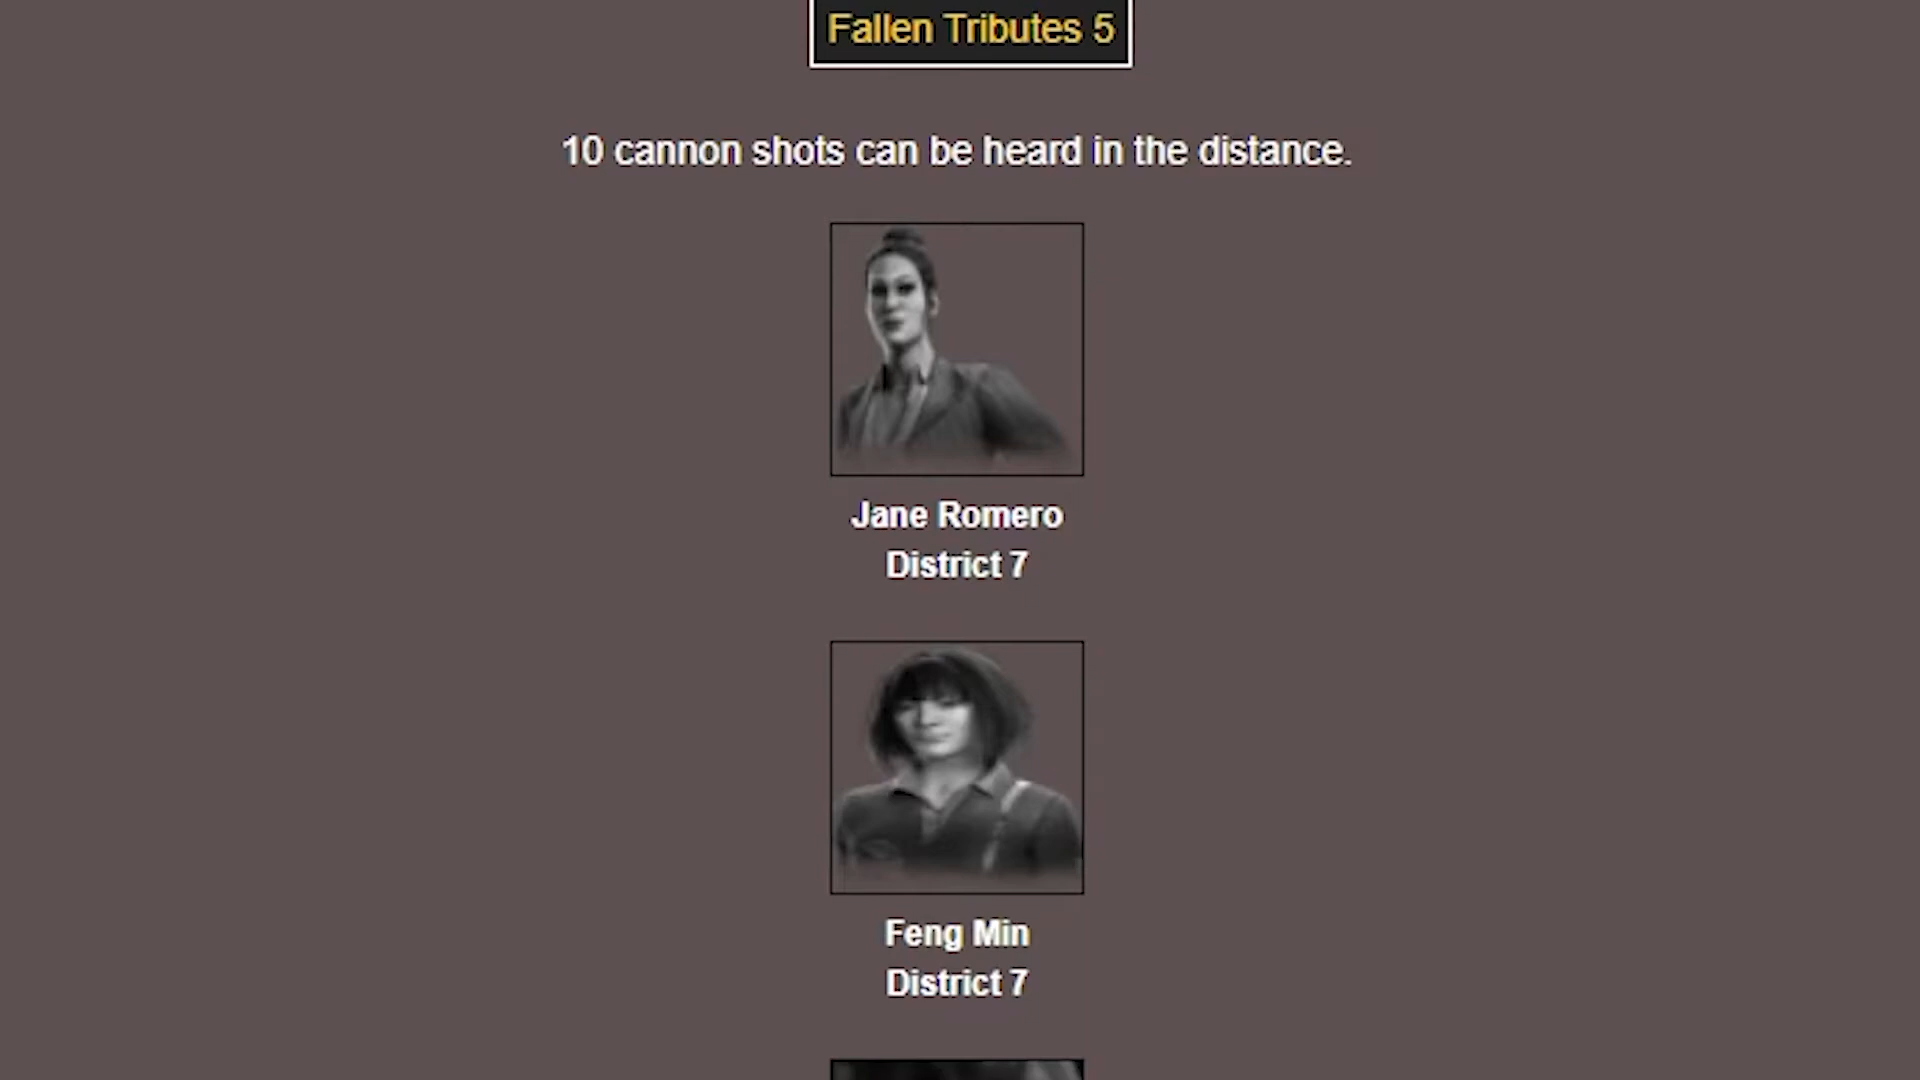 Fallen Tributes 5
10 cannon shots can be heard in the distance.
Jane Romero
District 7
Feng Min
District 7